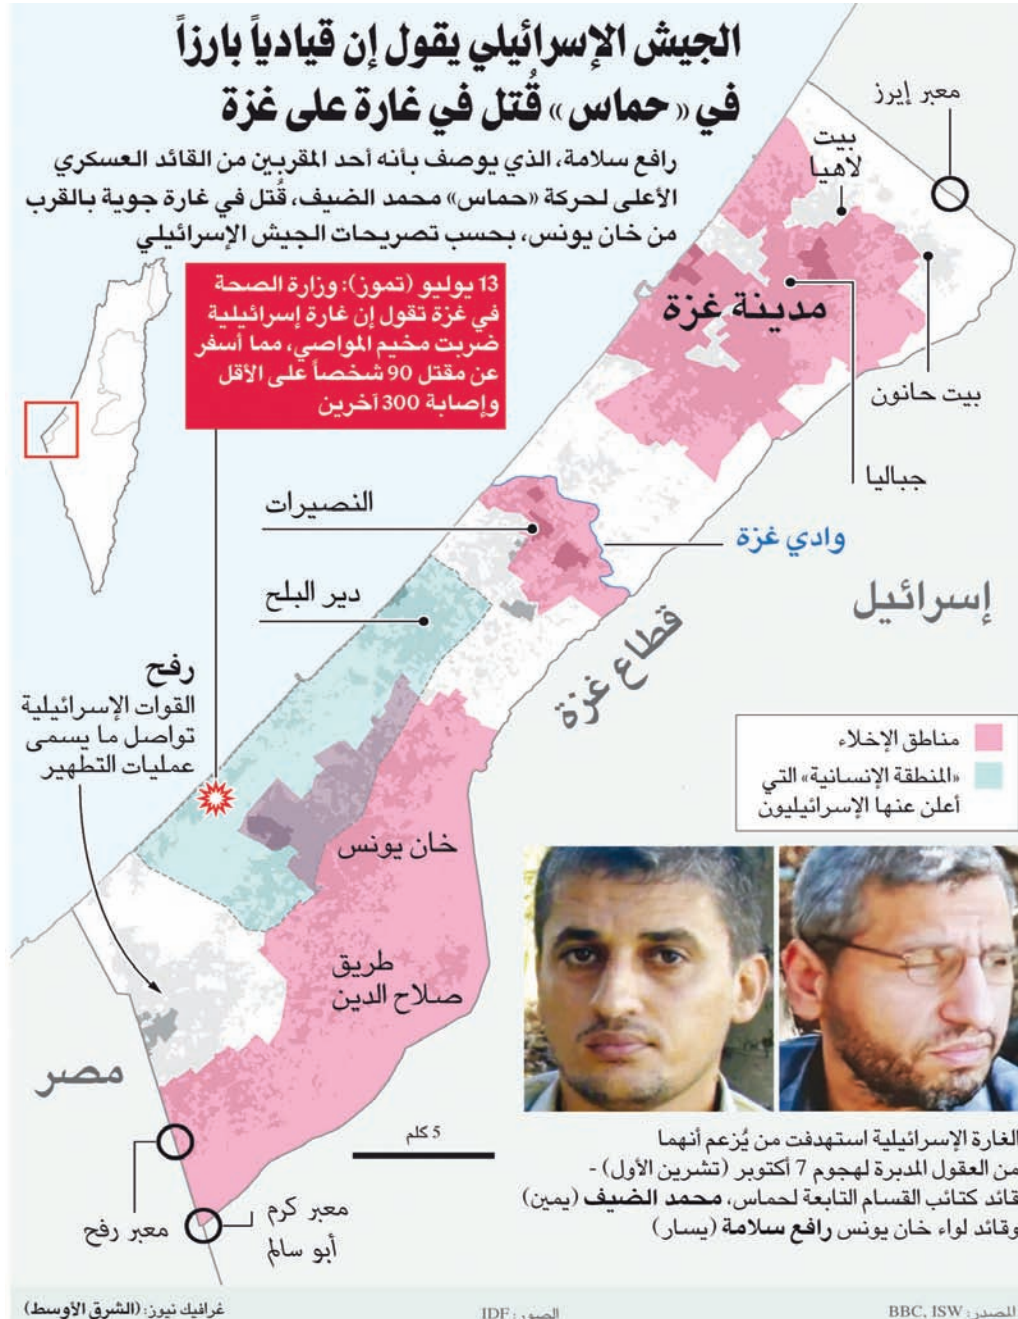 الجيش الإسرائيلي يقول إن قيادياً بارزاً
في «حماس» قُتل في غارة على غزة
رافع سلامة، الذي يوصف بأنه أحد المقربين من القائد العسكري
الأعلى لحركة «حماس» محمد الضيف، قُتل في غارة جوية بالقرب
من خان يونس، بحسب تصريحات الجيش الإسرائيلي
13 يوليو (تموز): وزارة الصحة
في غزة تقول إن غارة إسرائيلية
ضربت مخيم المواصي، مما أسفر
عن مقتل 90 شخصاً على الأقل
وإصابة 300 آخرين
معبر إيرز
بيت
لاهيا
مدينة غزة
بيت حانون
جباليا
النصيرات
وادي غزة
دير البلح
إسرائيل
قطاع غزة
رفح
القوات الإسرائيلية
تواصل ما يسمى
عمليات التطهير
مناطق الإخلاء
«المنطقة الإنسانية» التي
أعلن عنها الإسرائيليون
خان يونس
طريق
صلاح الدين
مصر
5 كلم
معبر رفح
معبر كرم
أبو سالم
الغارة الإسرائيلية استهدفت من يُزعم أنهما
من العقول المدبرة لهجوم 7 أكتوبر (تشرين الأول) -
قائد كتائب القسام التابعة لحماس، محمد الضيف (يمين)
وقائد لواء خان يونس رافع سلامة (يسار)
المصدر: BBC, ISW
الصور: IDF
غرافيك نيوز: (الشرق الأوسط)